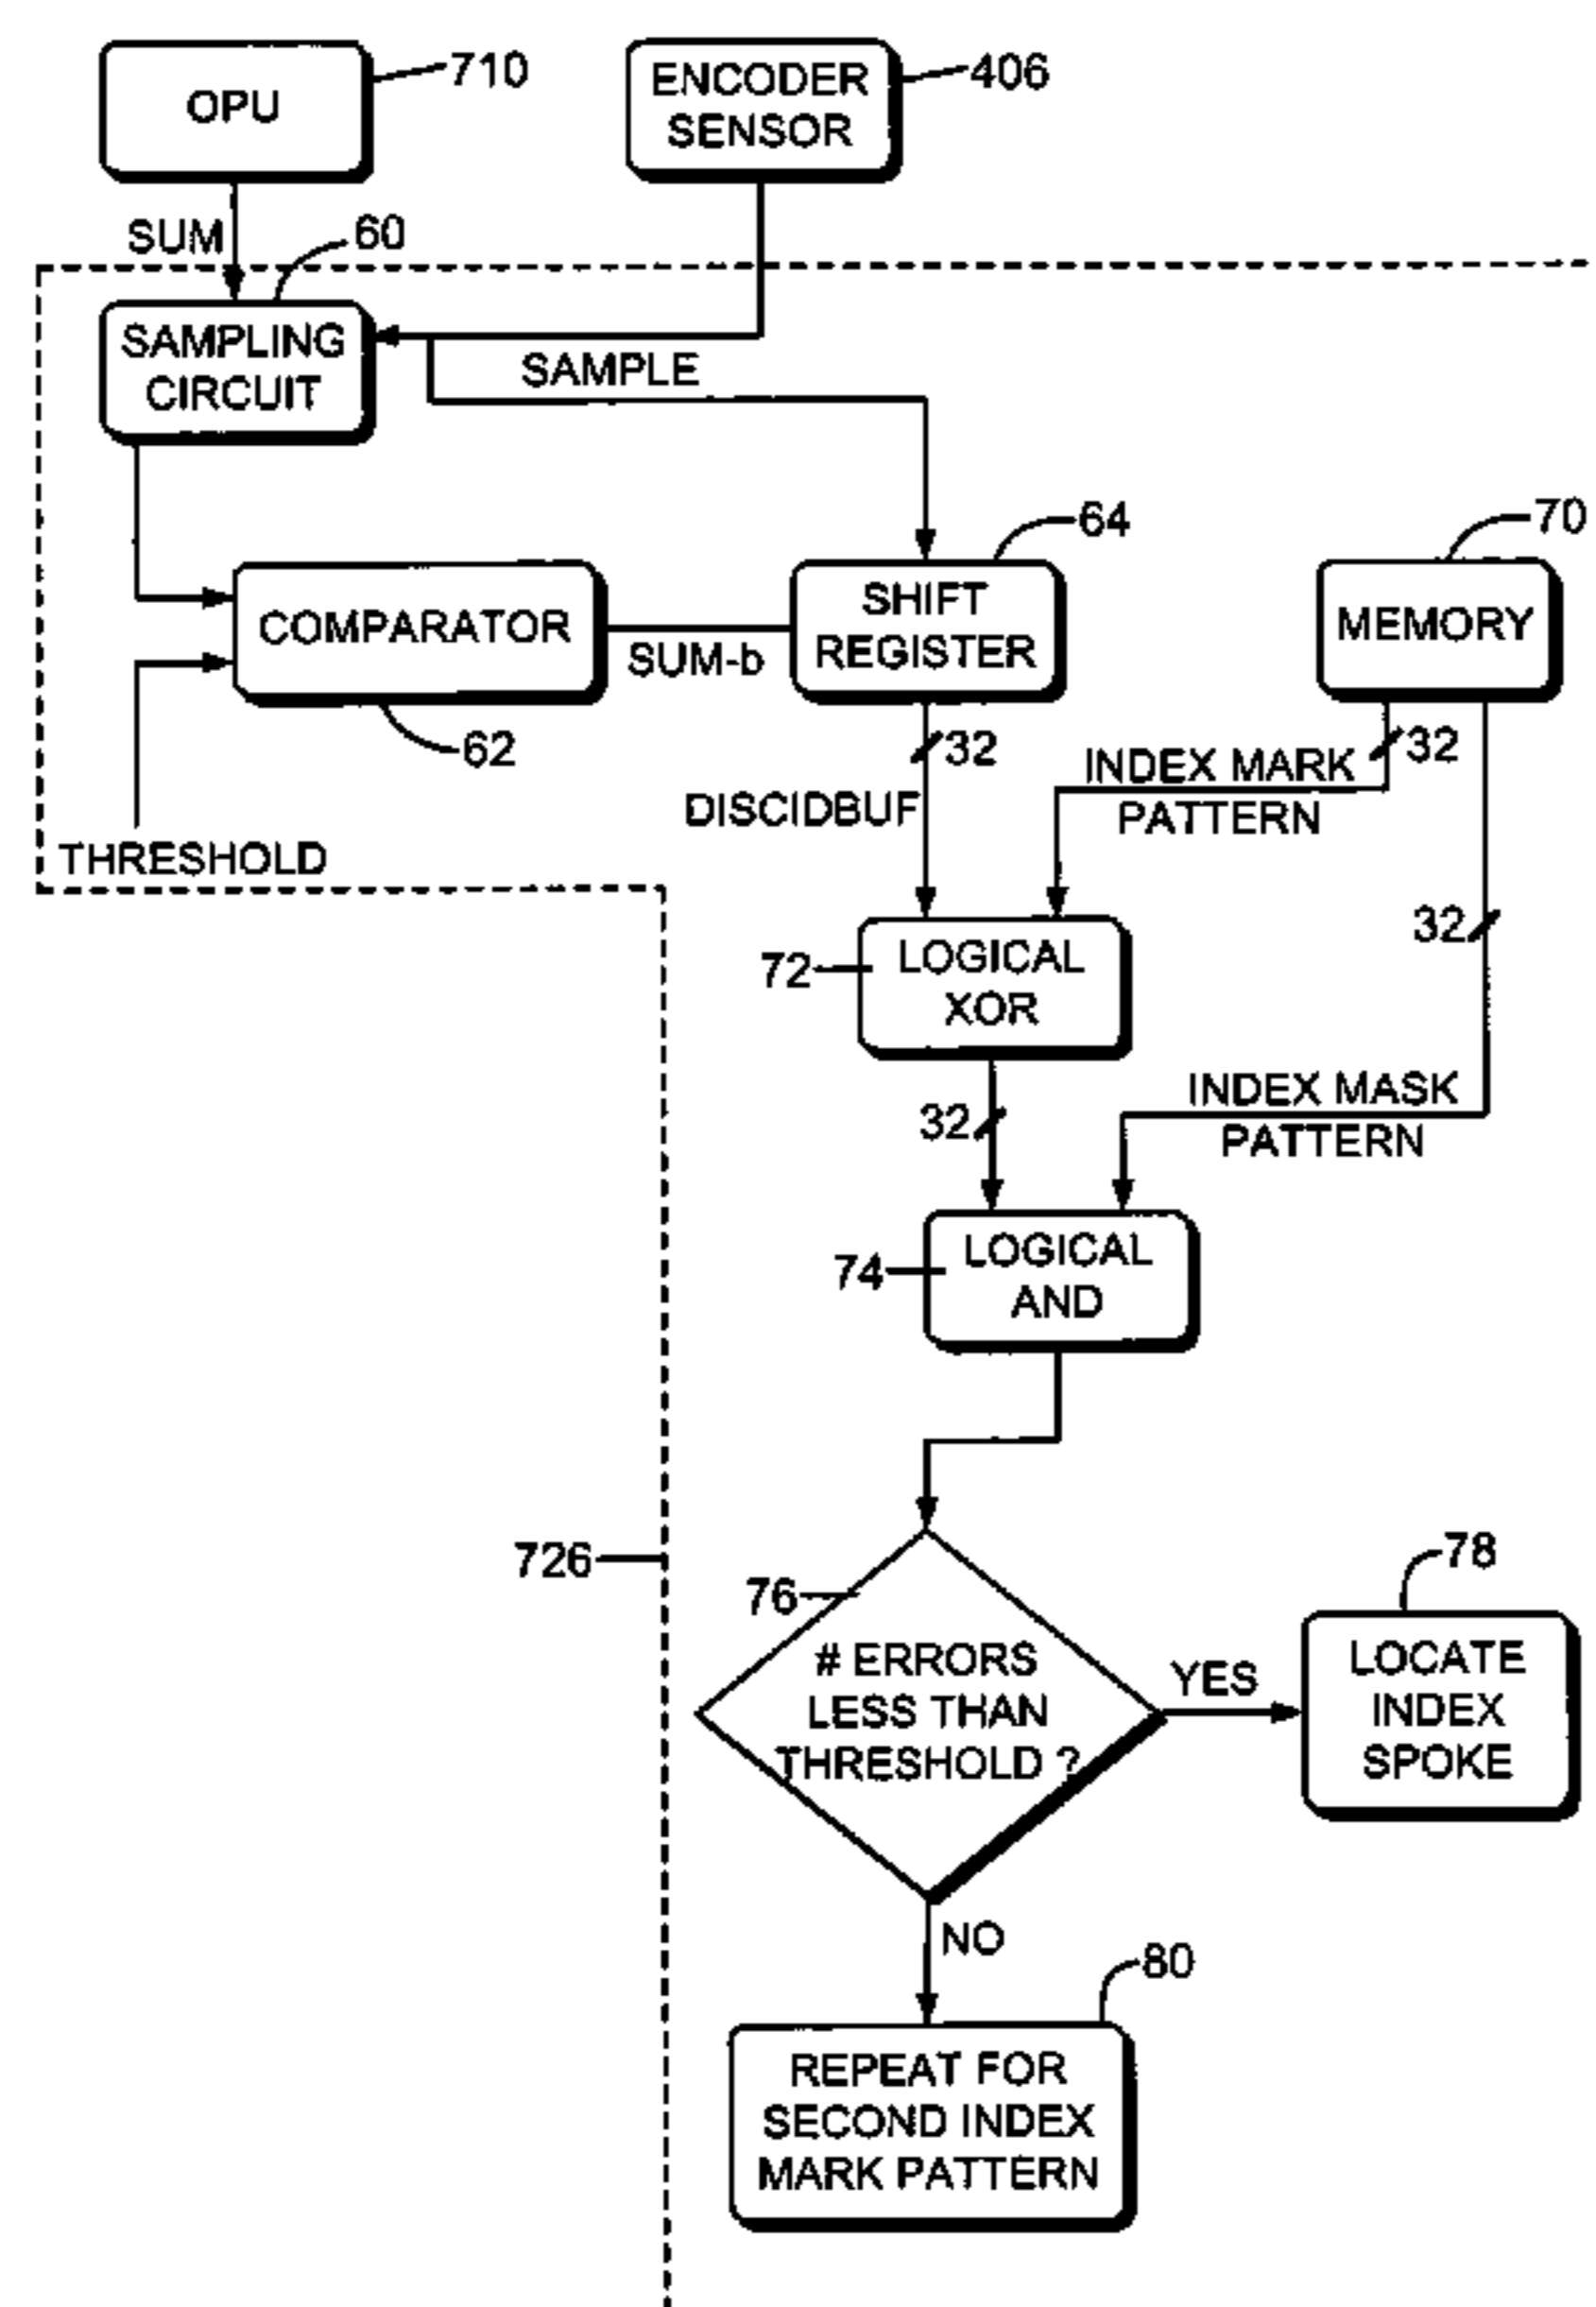 OPU
710
ENCODER
SENSOR
406
SUM
60
SAMPLING
CIRCUIT
SAMPLE
64
70
COMPARATOR
SUM-b
SHIFT
REGISTER
MEMORY
62
32
32
INDEX MARK
PATTERN
DISCIDBUF
THRESHOLD
32
72
LOGICAL
XOR
INDEX MASK
PATTERN
32
74
LOGICAL
AND
726
76
78
# ERRORS
LESS THAN
THRESHOLD ?
YES
LOCATE
INDEX
SPOKE
NO
80
REPEAT FOR
SECOND INDEX
MARK PATTERN